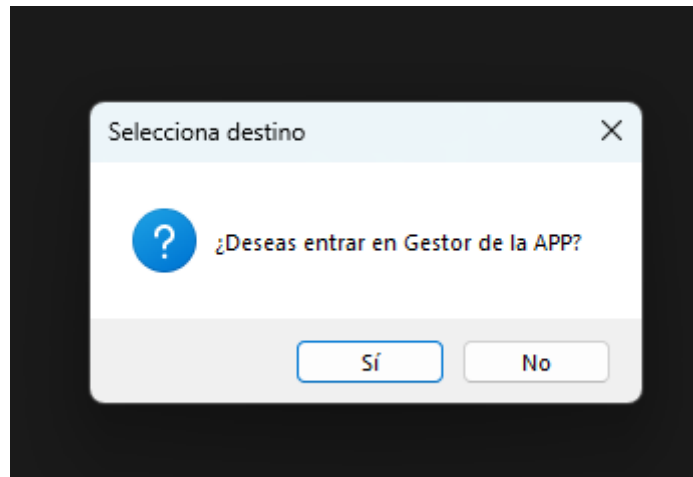 Selecciona destino
?
¿Deseas entrar en Gestor de la APP?
Sí
No